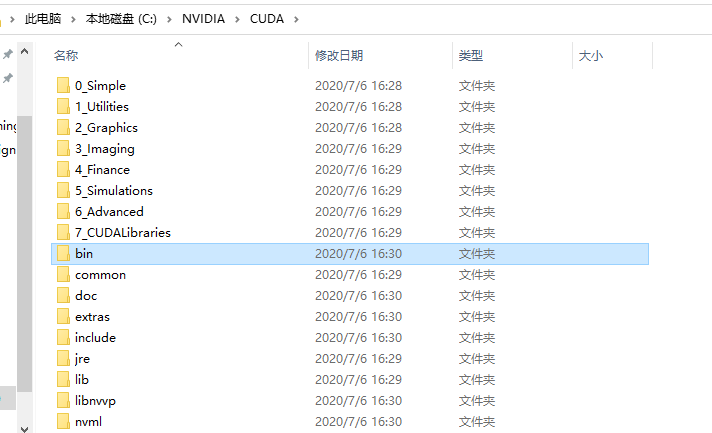 此电脑 > 本地磁盘 (C:) > NVIDIA > CUDA >
名称 修改日期 类型 大小
0_Simple 2020/7/6 16:28 文件夹
1_Utilities 2020/7/6 16:28 文件夹
2_Graphics 2020/7/6 16:28 文件夹
ning 3_Imaging 2020/7/6 16:29 文件夹
ign 4_Finance 2020/7/6 16:29 文件夹
5_Simulations 2020/7/6 16:29 文件夹
6_Advanced 2020/7/6 16:29 文件夹
7_CUDALibraries 2020/7/6 16:29 文件夹
bin 2020/7/6 16:30 文件夹
common 2020/7/6 16:29 文件夹
doc 2020/7/6 16:30 文件夹
extras 2020/7/6 16:30 文件夹
include 2020/7/6 16:30 文件夹
jre 2020/7/6 16:29 文件夹
lib 2020/7/6 16:29 文件夹
libnvvp 2020/7/6 16:30 文件夹
nvml 2020/7/6 16:30 文件夹